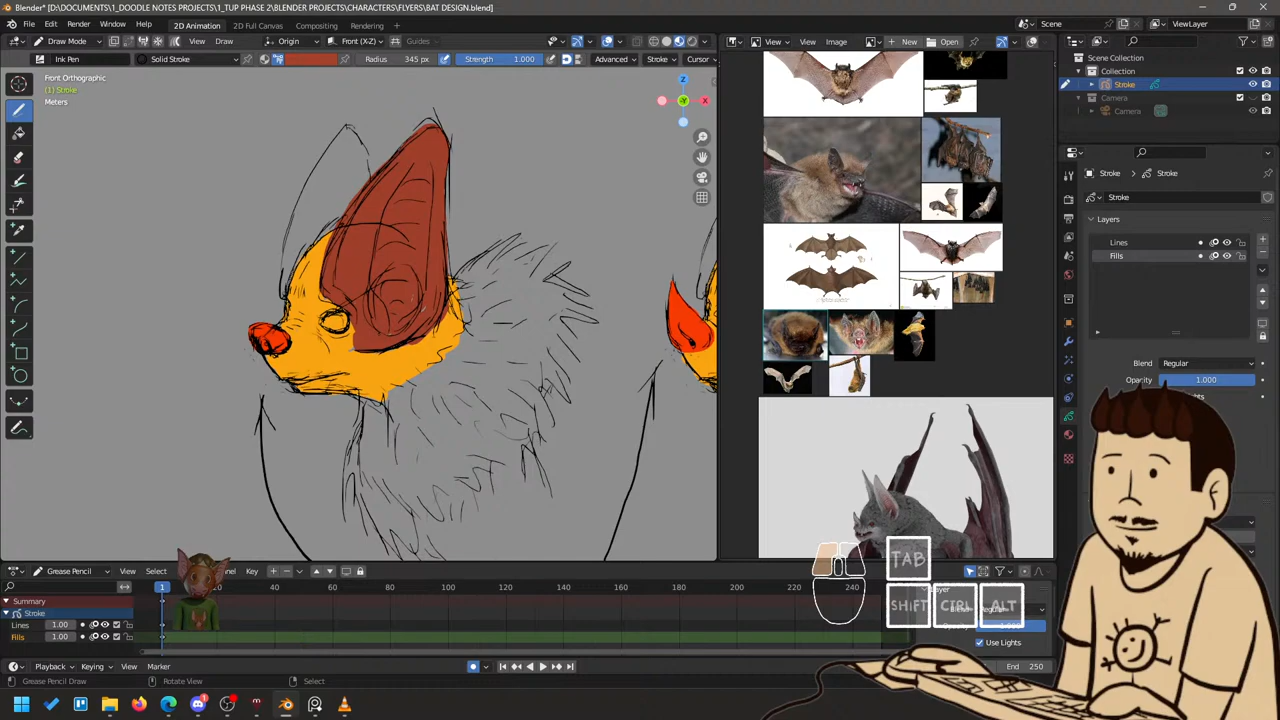 Blender* [D:\DOCUMENTS\1_DOODLE NOTES PROJECTS\1_TUP PHASE 2\BLENDER PROJECTS\CHARACTERS\FLYERS\BAT DESIGN.blend]
File Edit Render Window Help 2D Animation 2D Full Canvas Compositing Rendering Scene ViewLayer
Draw Mode View Draw Origin Front (X-Z) Guides View Image New Open
Ink Pen Solid Stroke Radius 345 px Strength 1.000 Advanced Stroke Cursor
Front Orthographic
(1) Stroke
Meters
-Y
X
Z
Scene Collection
Collection
Stroke
Camera
Camera
Stroke Stroke
Stroke
Layers
Lines
Fills
Blend Regular
Opacity 1.000
TAB
SHIFT CTRL ALT
Grease Pencil View Select Key
1 20 40 60 80 100 120 140 160 180 200 220 240
Summary
Stroke
Lines 1.00
Fills 1.00
Use Lights
Playback Keying View Marker End 250
Grease Pencil Draw Rotate View Select